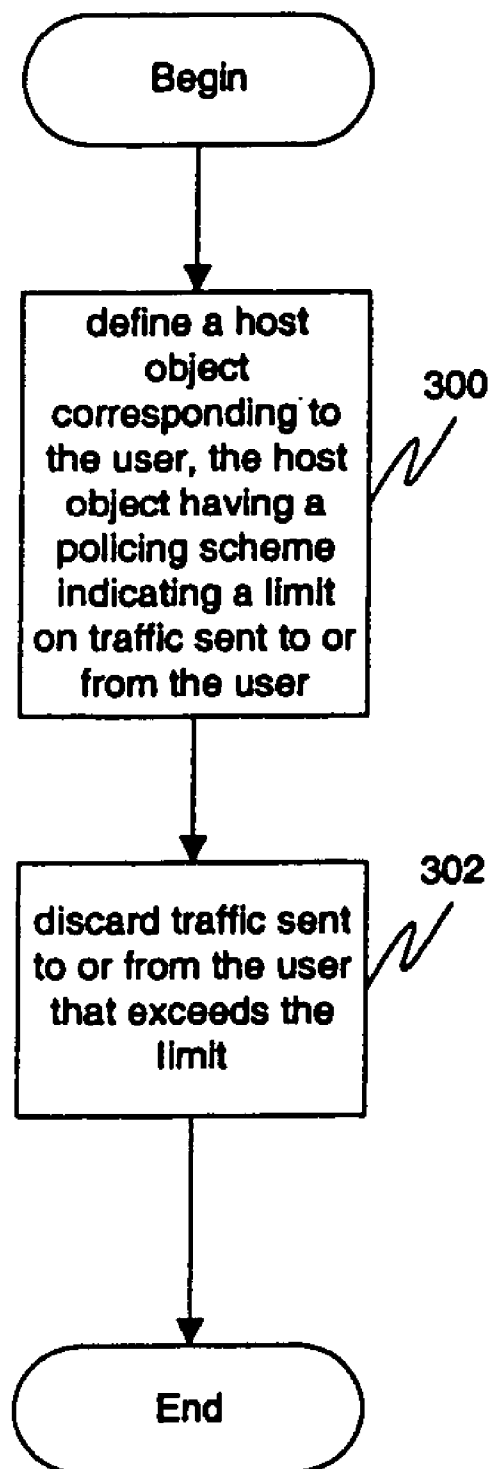 Begin
define a host
object
corresponding to
the user, the host
object having a
policing scheme
indicating a limit
on traffic sent to or
from the user
300
discard traffic sent
to or from the user
that exceeds the
limit
302
End